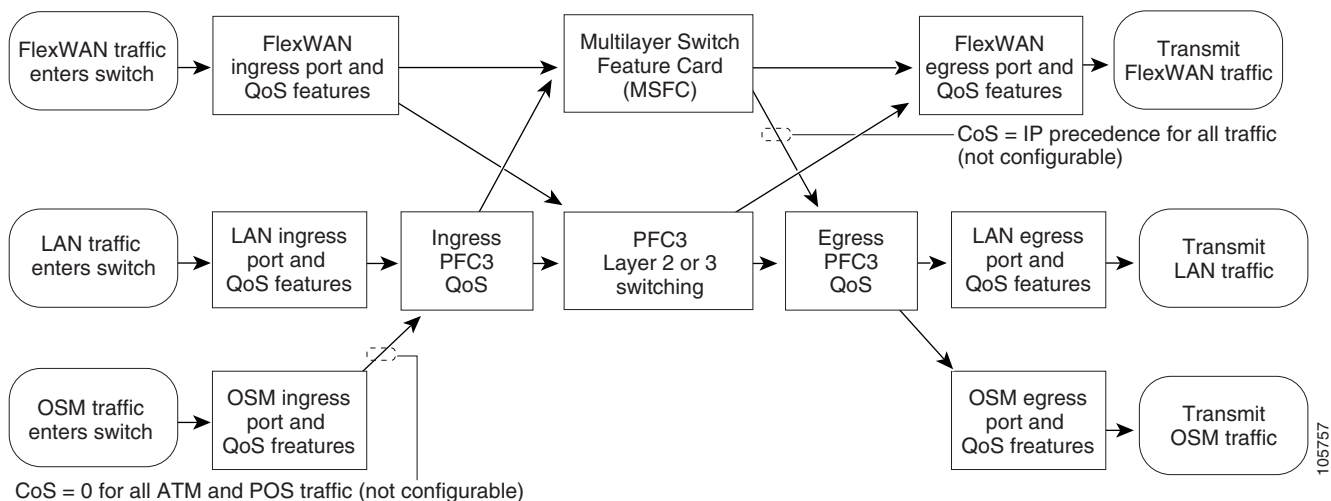 FlexWAN traffic
enters switch
FlexWAN
ingress port and
QoS features
Multilayer Switch
Feature Card
(MSFC)
FlexWAN
egress port and
QoS features
Transmit
FlexWAN traffic
CoS = IP precedence for all traffic
(not configurable)
LAN traffic
enters switch
LAN ingress
port and
QoS features
Ingress
PFC3
QoS
PFC3
Layer 2 or 3
switching
Egress
PFC3
QoS
LAN egress
port and
QoS features
Transmit
LAN traffic
OSM traffic
enters switch
OSM ingress
port and
QoS freatures
OSM egress
port and
QoS freatures
Transmit
OSM traffic
CoS = 0 for all ATM and POS traffic (not configurable)
105757